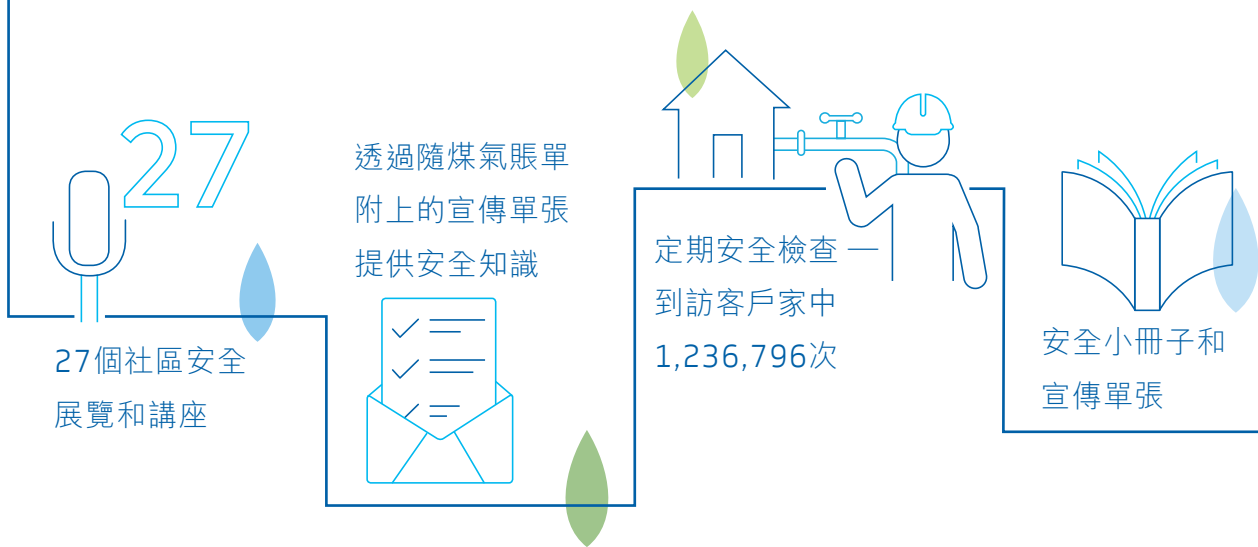 27
27個社區安全
展覽和講座
透過隨煤氣賬單
附上的宣傳單張
提供安全知識
定期安全檢查 —
到訪客戶家中
1,236,796次
安全小冊子和
宣傳單張